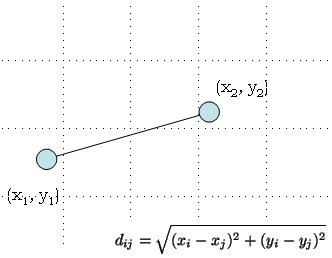 (x₂, y₂)
(x₁, y₁)
dᵢⱼ = √(xᵢ − xⱼ)² + (yᵢ − yⱼ)²